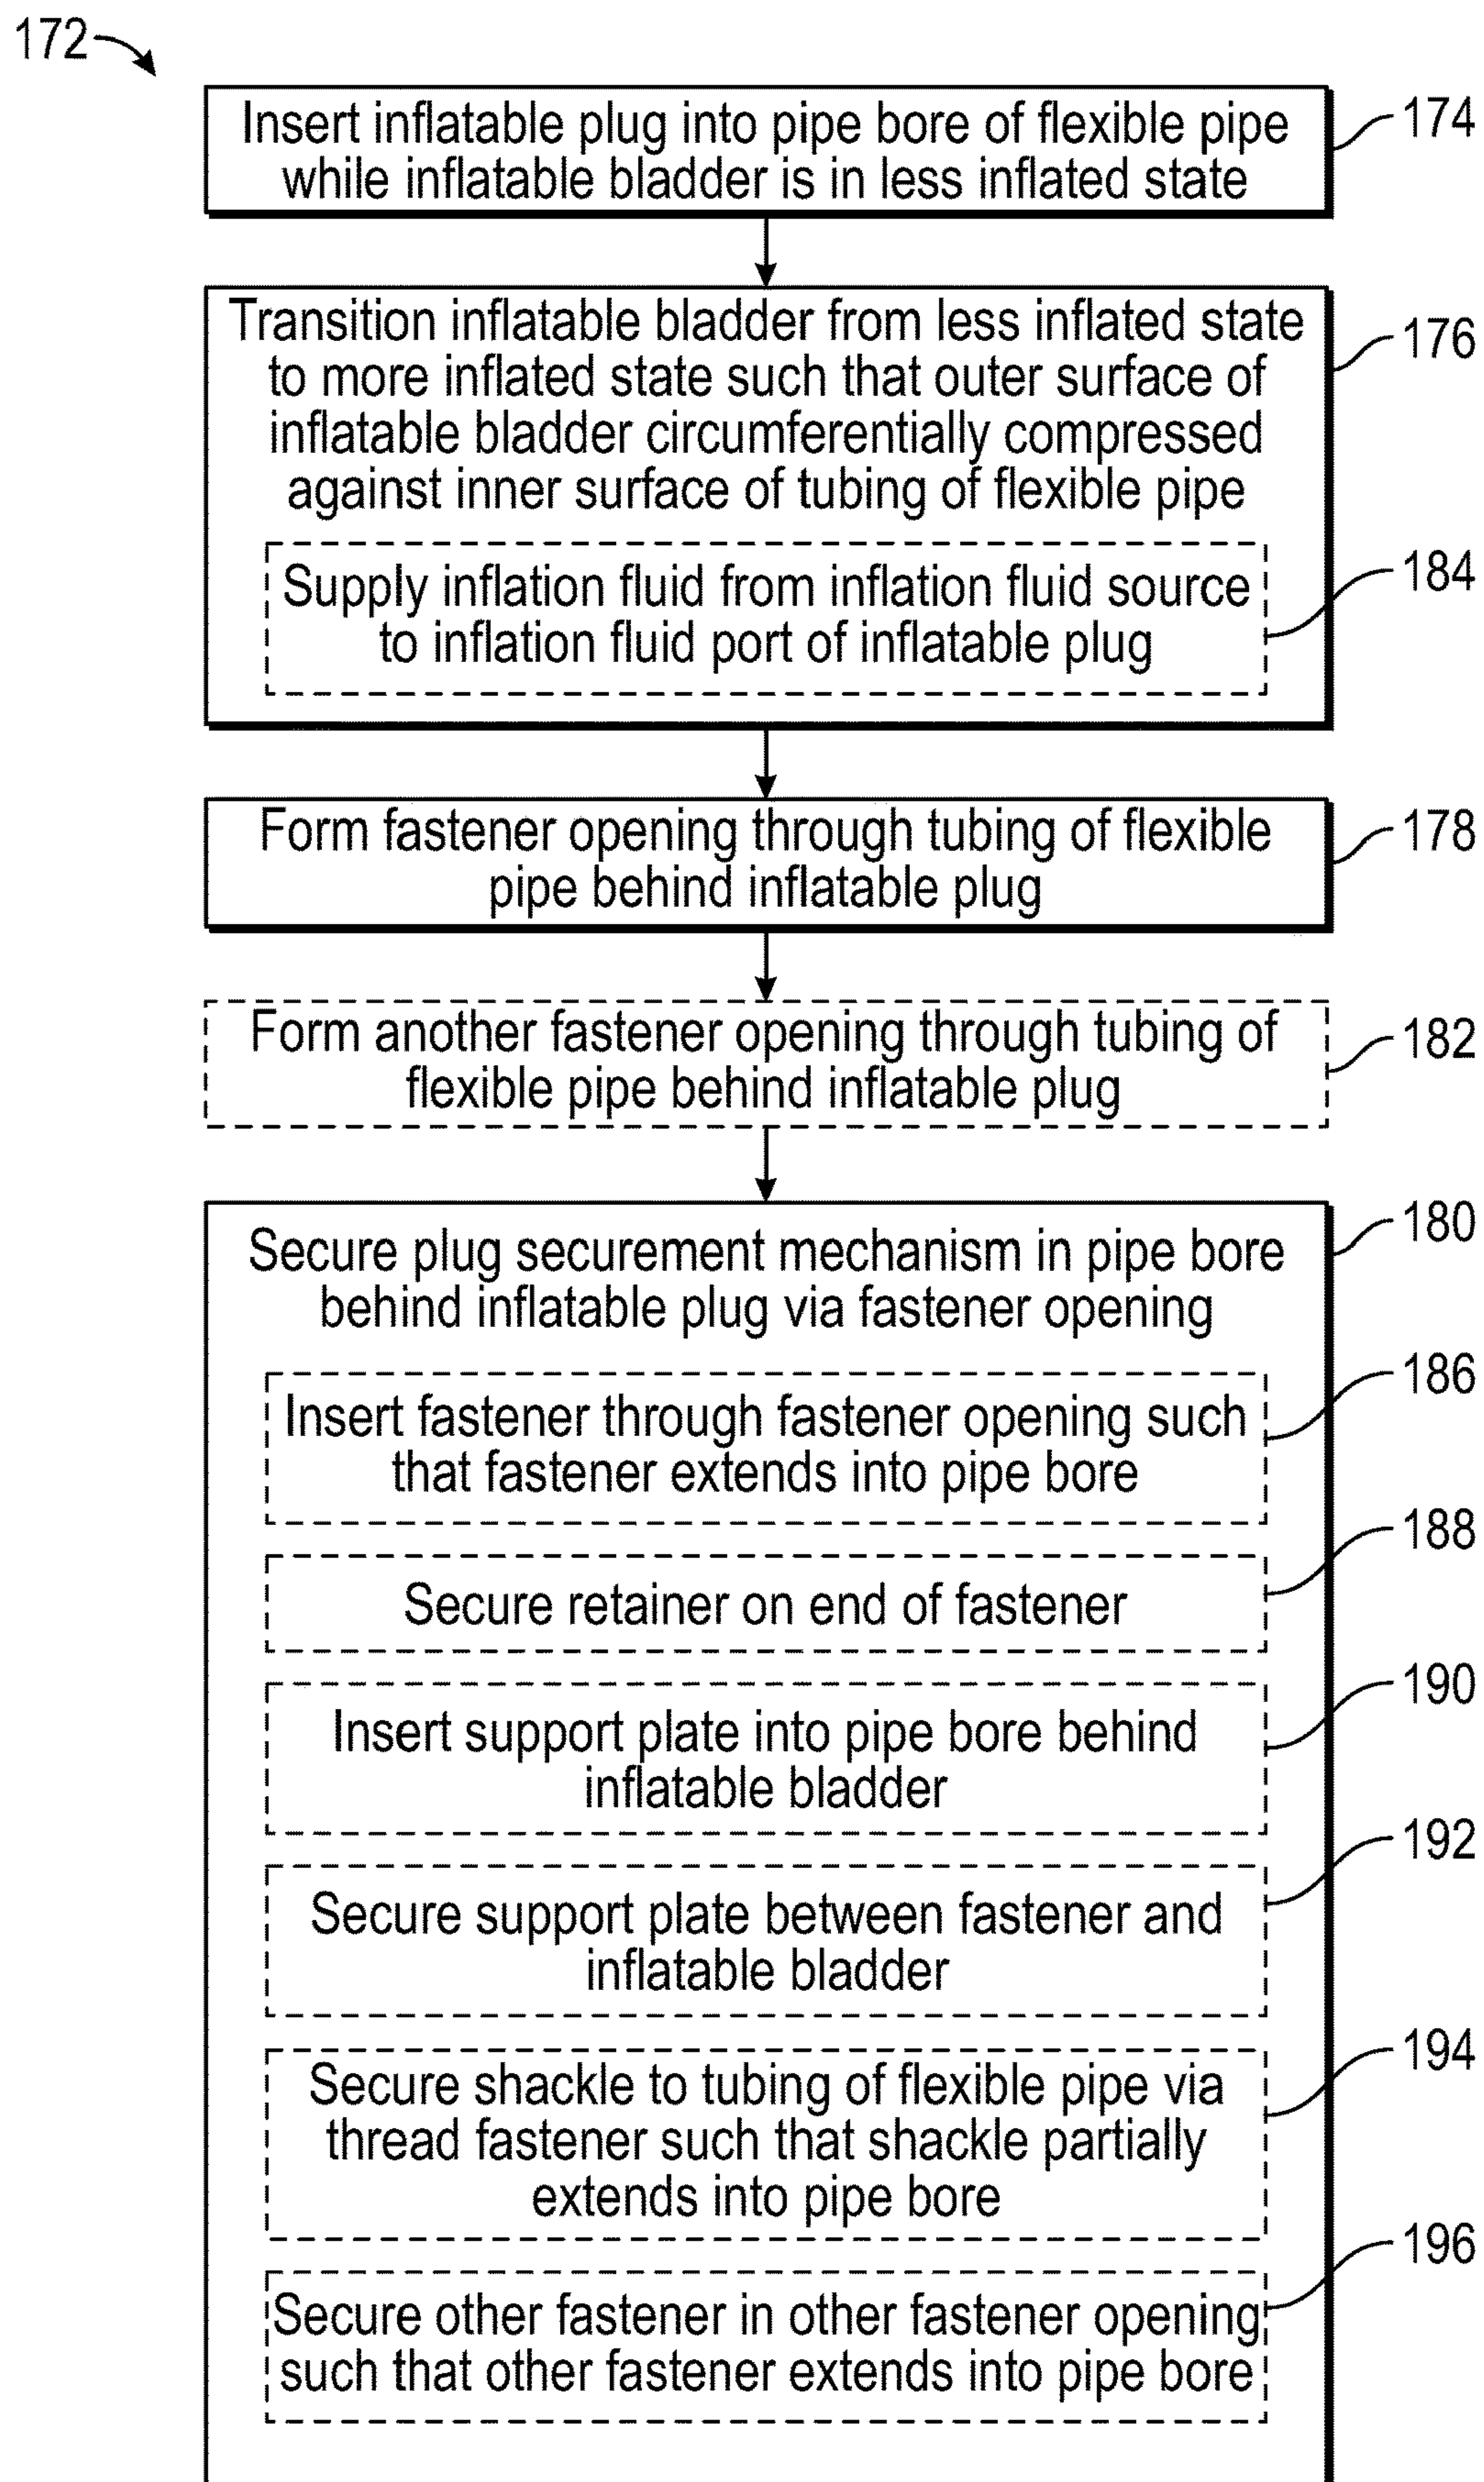 172
Insert inflatable plug into pipe bore of flexible pipe
while inflatable bladder is in less inflated state
174
Transition inflatable bladder from less inflated state
to more inflated state such that outer surface of
inflatable bladder circumferentially compressed
against inner surface of tubing of flexible pipe
176
Supply inflation fluid from inflation fluid source
to inflation fluid port of inflatable plug
184
Form fastener opening through tubing of flexible
pipe behind inflatable plug
178
Form another fastener opening through tubing of
flexible pipe behind inflatable plug
182
Secure plug securement mechanism in pipe bore
behind inflatable plug via fastener opening
180
Insert fastener through fastener opening such
that fastener extends into pipe bore
186
Secure retainer on end of fastener
188
Insert support plate into pipe bore behind
inflatable bladder
190
Secure support plate between fastener and
inflatable bladder
192
Secure shackle to tubing of flexible pipe via
thread fastener such that shackle partially
extends into pipe bore
194
Secure other fastener in other fastener opening
such that other fastener extends into pipe bore
196